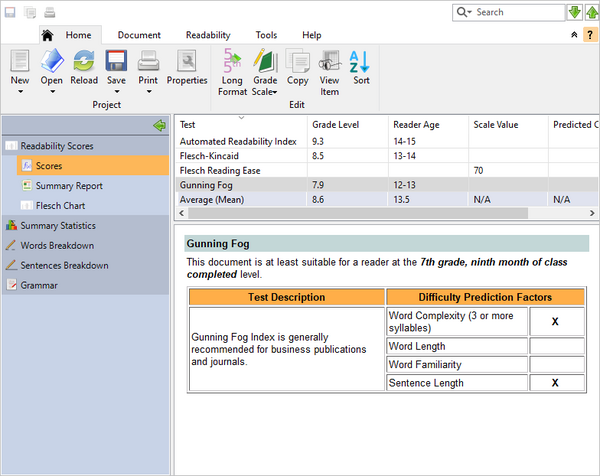 Search
Home Document Readability Tools Help
?
New Open Reload Save Print Properties Long Format Grade Scale Copy View Item Sort
Project Edit
Readability Scores
Scores
Summary Report
Flesch Chart
Summary Statistics
Words Breakdown
Sentences Breakdown
Grammar
Test Grade Level Reader Age Scale Value Predicted C
Automated Readability Index 9.3 14-15
Flesch-Kincaid 8.5 13-14
Flesch Reading Ease 70
Gunning Fog 7.9 12-13
Average (Mean) 8.6 13.5 N/A N/A
Gunning Fog
This document is at least suitable for a reader at the 7th grade, ninth month of class
completed level.
Test Description Difficulty Prediction Factors
Gunning Fog Index is generally
recommended for business publications
and journals.
Word Complexity (3 or more
syllables) X
Word Length
Word Familiarity
Sentence Length X